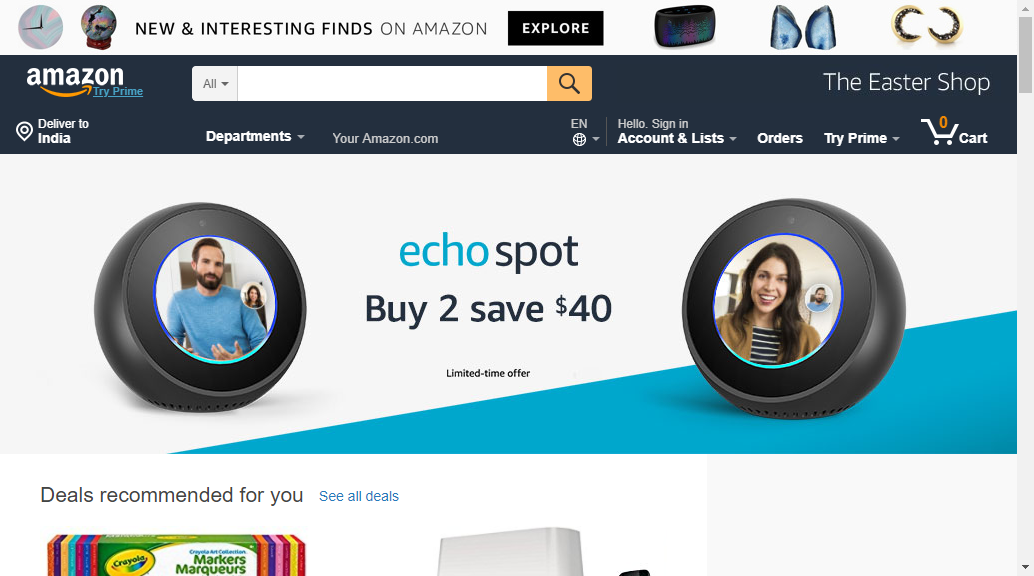 NEW & INTERESTING FINDS ON AMAZON EXPLORE
amazon
Try Prime
All
The Easter Shop
Deliver to
India
Departments
Your Amazon.com
EN
Hello. Sign in
Account & Lists
Orders
Try Prime
0
Cart
echo spot
Buy 2 save $40
Limited-time offer
Deals recommended for you See all deals
Crayola
Crayola Art Collection
Markers
Marqueurs